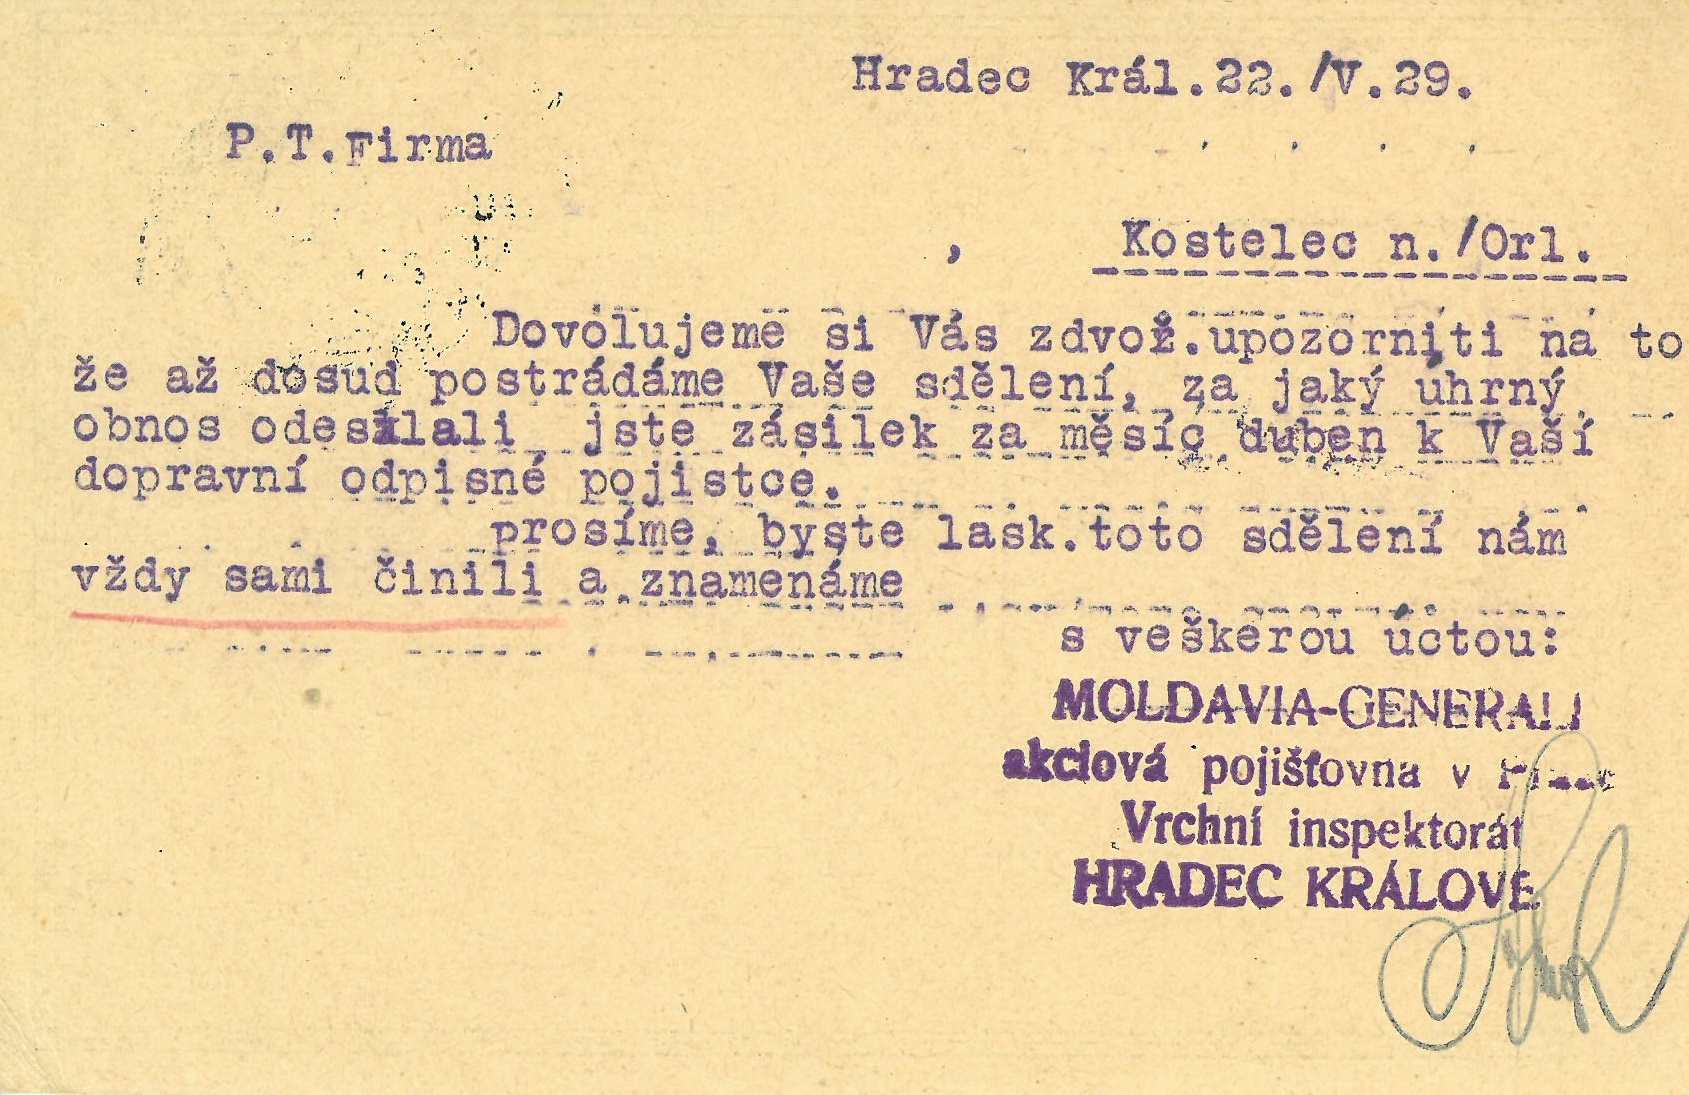 Hradec Král.22./V.29.
P.T.Firma
, Kostelec n./Orl.
Dovolujeme si Vás zdvoř.upozorniti na to
že až dosud postrádáme Vaše sdělení, za jaký úhrný
obnos odesklali jste zásilek za měsíc duben k Vaší
dopravní odpisné pojistce.
prosíme, byste lask.toto sdělení nám
vždy sami činili a znamenáme
s veškerou úctou:
MOLDAVIA-GENERALI
akciová pojišťovna v
Vrchní inspektorát
HRADEC KRÁLOVÉ